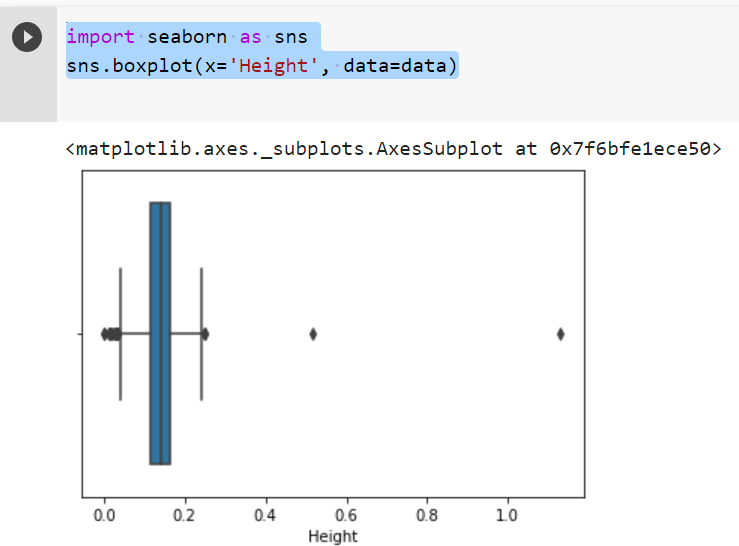 import seaborn as sns
sns.boxplot(x='Height', data=data)
<matplotlib.axes._subplots.AxesSubplot at 0x7f6bfe1ece50>
0.0 0.2 0.4 0.6 0.8 1.0
Height